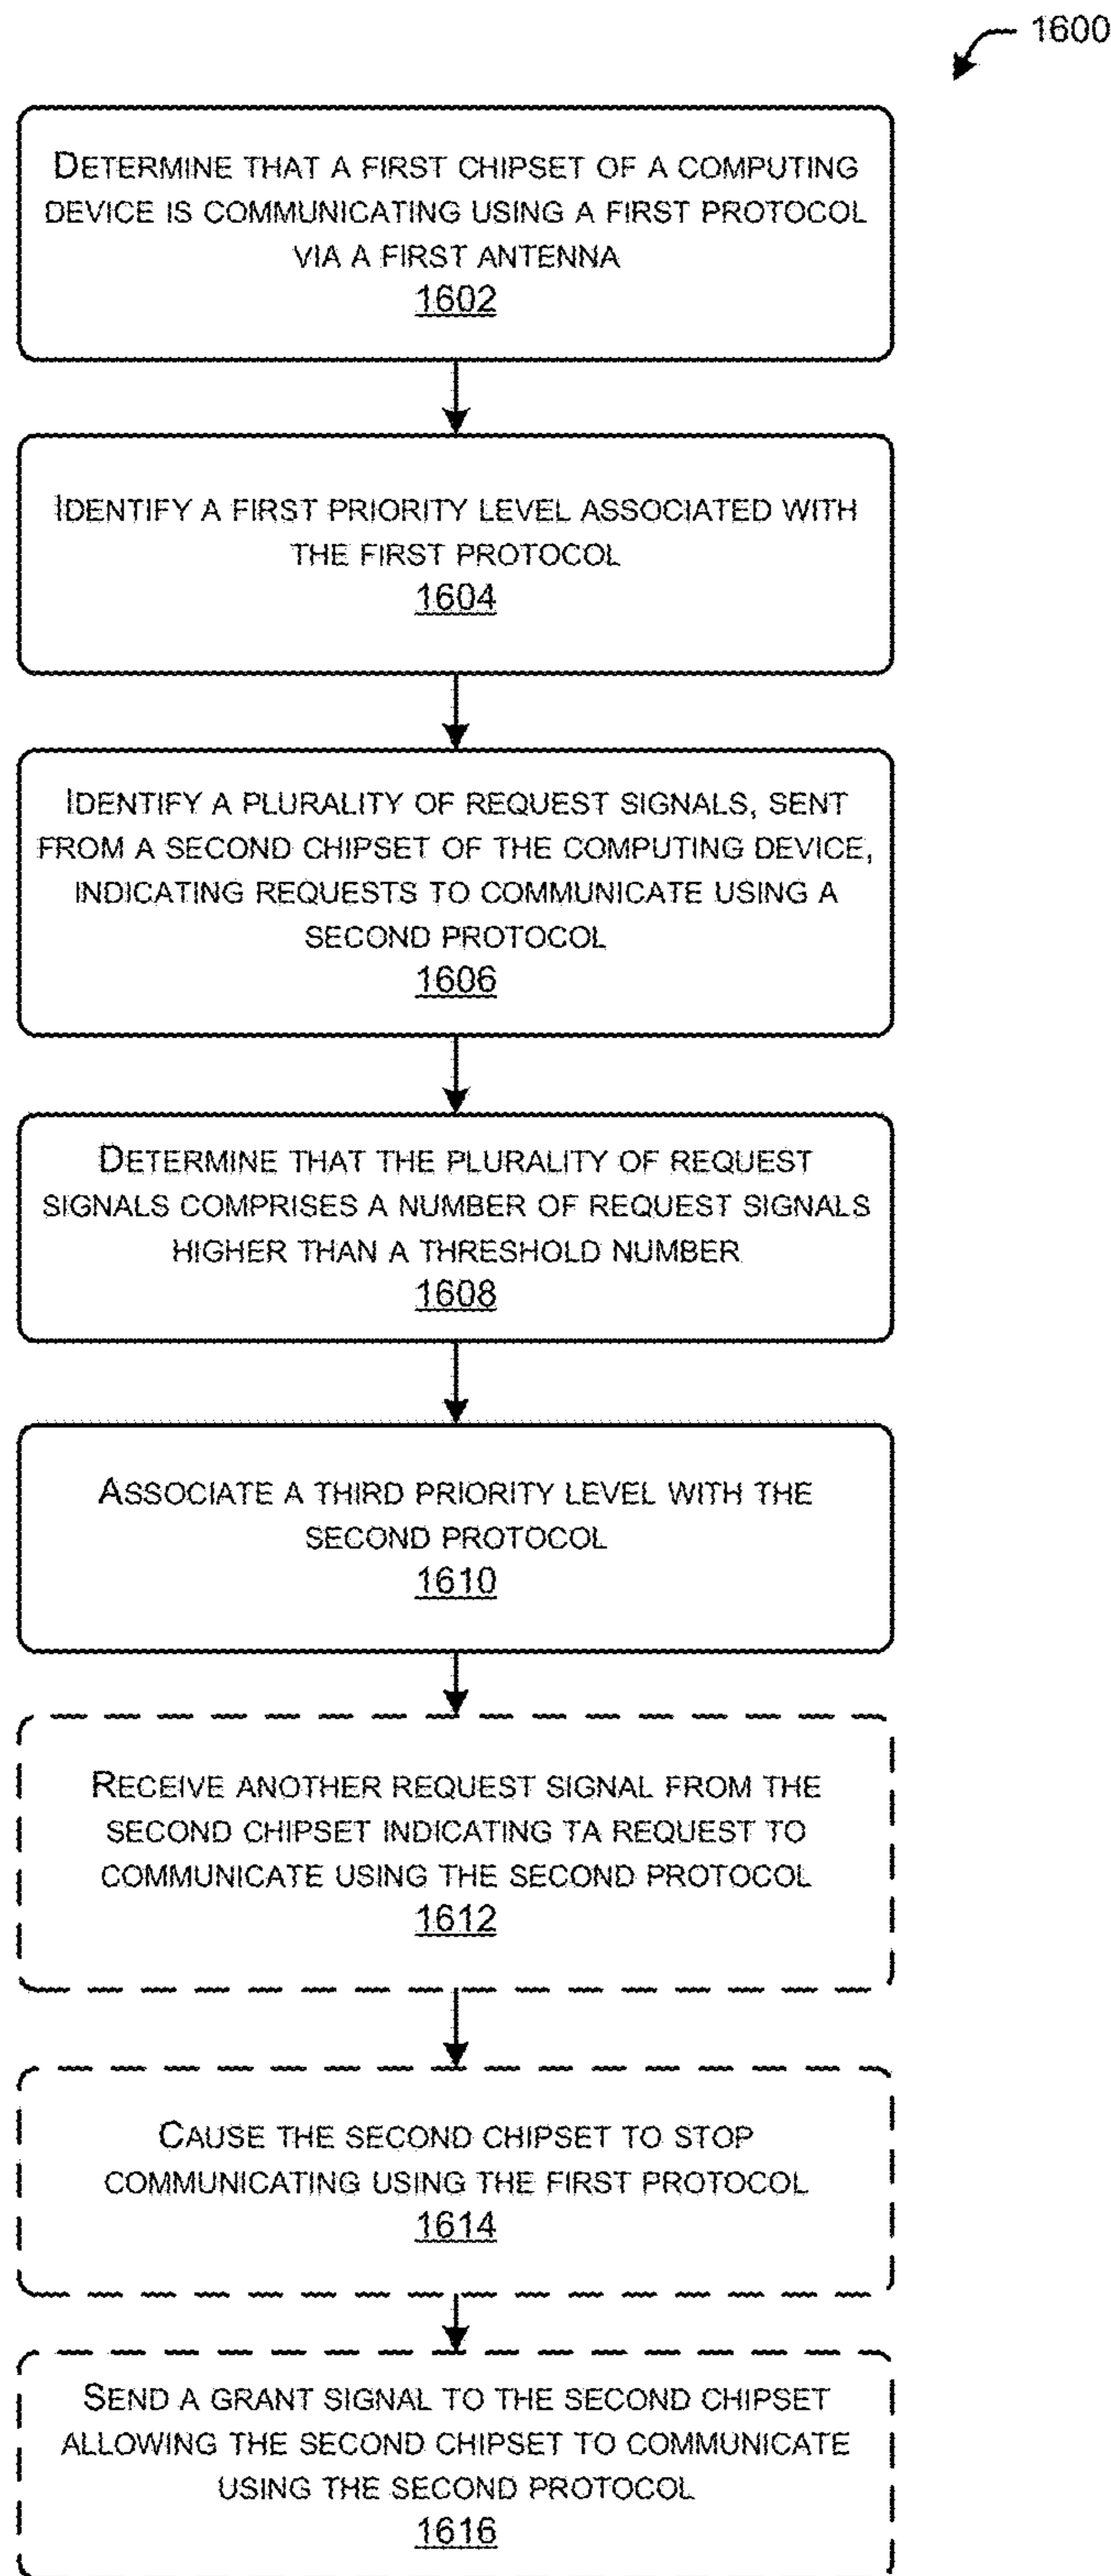 1600
DETERMINE THAT A FIRST CHIPSET OF A COMPUTING
DEVICE IS COMMUNICATING USING A FIRST PROTOCOL
VIA A FIRST ANTENNA
1602
IDENTIFY A FIRST PRIORITY LEVEL ASSOCIATED WITH
THE FIRST PROTOCOL
1604
IDENTIFY A PLURALITY OF REQUEST SIGNALS, SENT
FROM A SECOND CHIPSET OF THE COMPUTING DEVICE,
INDICATING REQUESTS TO COMMUNICATE USING A
SECOND PROTOCOL
1606
DETERMINE THAT THE PLURALITY OF REQUEST
SIGNALS COMPRISES A NUMBER OF REQUEST SIGNALS
HIGHER THAN A THRESHOLD NUMBER
1608
ASSOCIATE A THIRD PRIORITY LEVEL WITH THE
SECOND PROTOCOL
1610
RECEIVE ANOTHER REQUEST SIGNAL FROM THE
SECOND CHIPSET INDICATING TA REQUEST TO
COMMUNICATE USING THE SECOND PROTOCOL
1612
CAUSE THE SECOND CHIPSET TO STOP
COMMUNICATING USING THE FIRST PROTOCOL
1614
SEND A GRANT SIGNAL TO THE SECOND CHIPSET
ALLOWING THE SECOND CHIPSET TO COMMUNICATE
USING THE SECOND PROTOCOL
1616